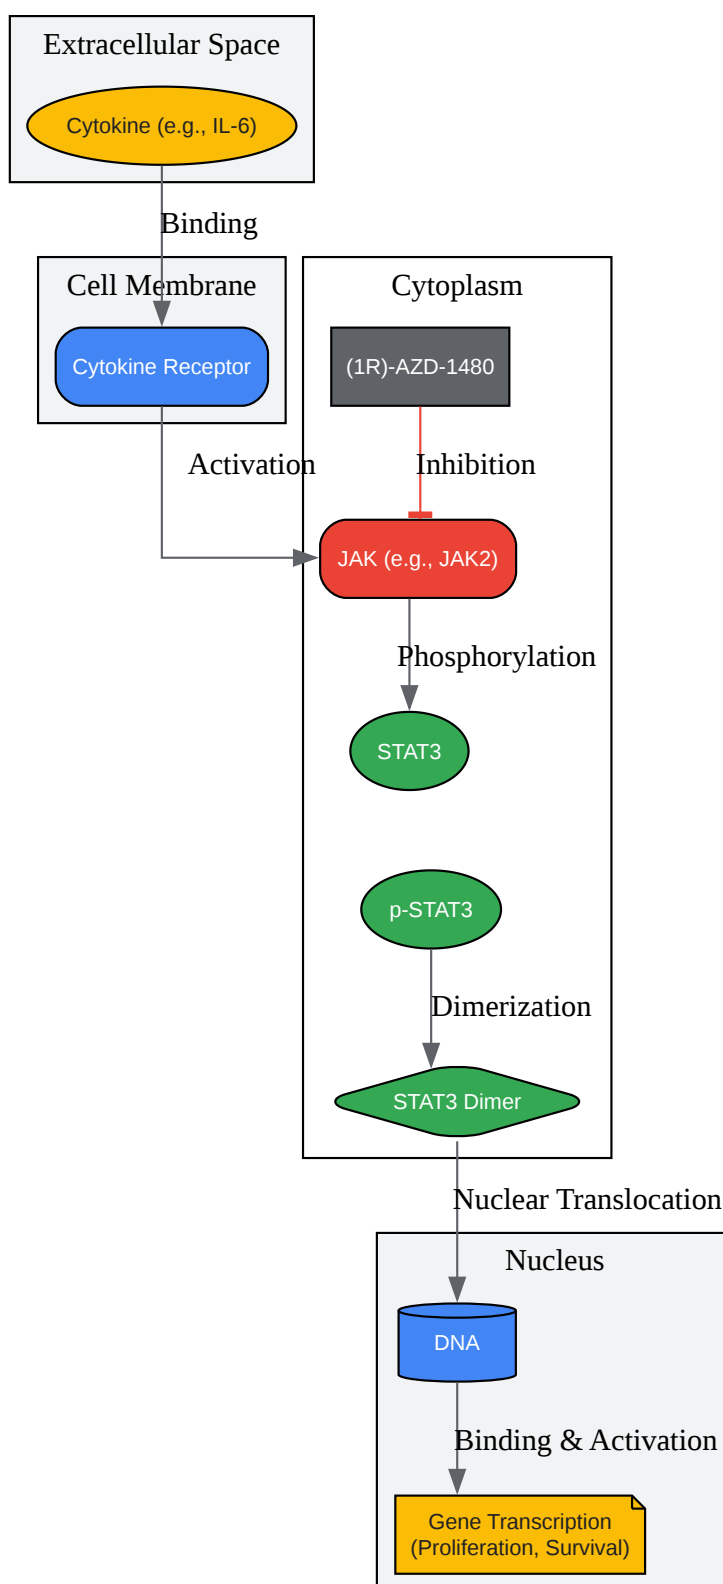 Extracellular Space
Cytokine (e.g., IL-6)
Binding
Cell Membrane
Cytokine Receptor
Cytoplasm
(1R)-AZD-1480
Activation
Inhibition
JAK (e.g., JAK2)
Phosphorylation
STAT3
p-STAT3
Dimerization
STAT3 Dimer
Nuclear Translocation
Nucleus
DNA
Binding & Activation
Gene Transcription
(Proliferation, Survival)